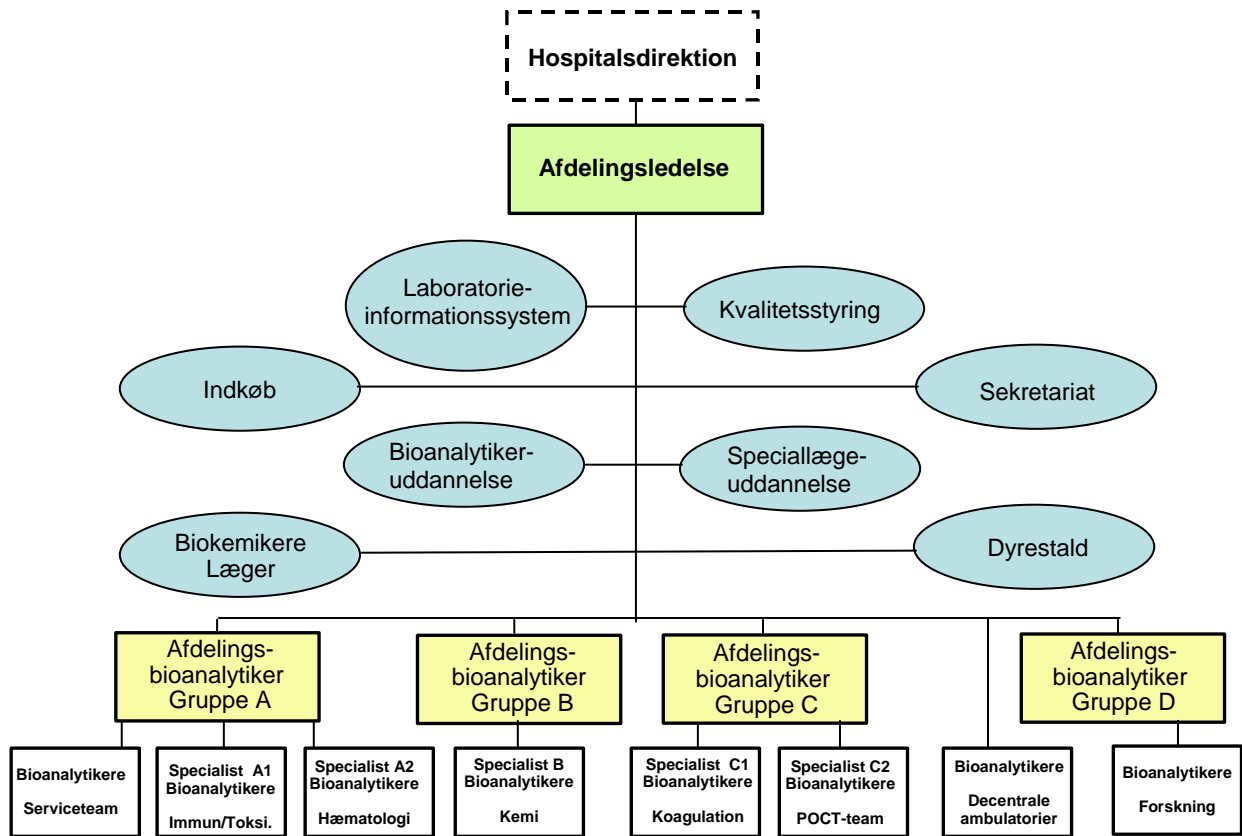 Hospitalsdirektion
Afdelingsledelse
Laboratorie-
informationssystem
Kvalitetsstyring
Indkøb
Sekretariat
Bioanalytiker-
uddannelse
Speciallæge-
uddannelse
Biokemikere
Læger
Dyrestald
Afdelings-
bioanalytiker
Gruppe A
Afdelings-
bioanalytiker
Gruppe B
Afdelings-
bioanalytiker
Gruppe C
Afdelings-
bioanalytiker
Gruppe D
Bioanalytikere
Serviceteam
Specialist A1
Bioanalytikere
Immun/Toksi.
Specialist A2
Bioanalytikere
Hæmatologi
Specialist B
Bioanalytikere
Kemi
Specialist C1
Bioanalytikere
Koagulation
Specialist C2
Bioanalytikere
POCT-team
Bioanalytikere
Decentrale
ambulatorier
Bioanalytikere
Forskning